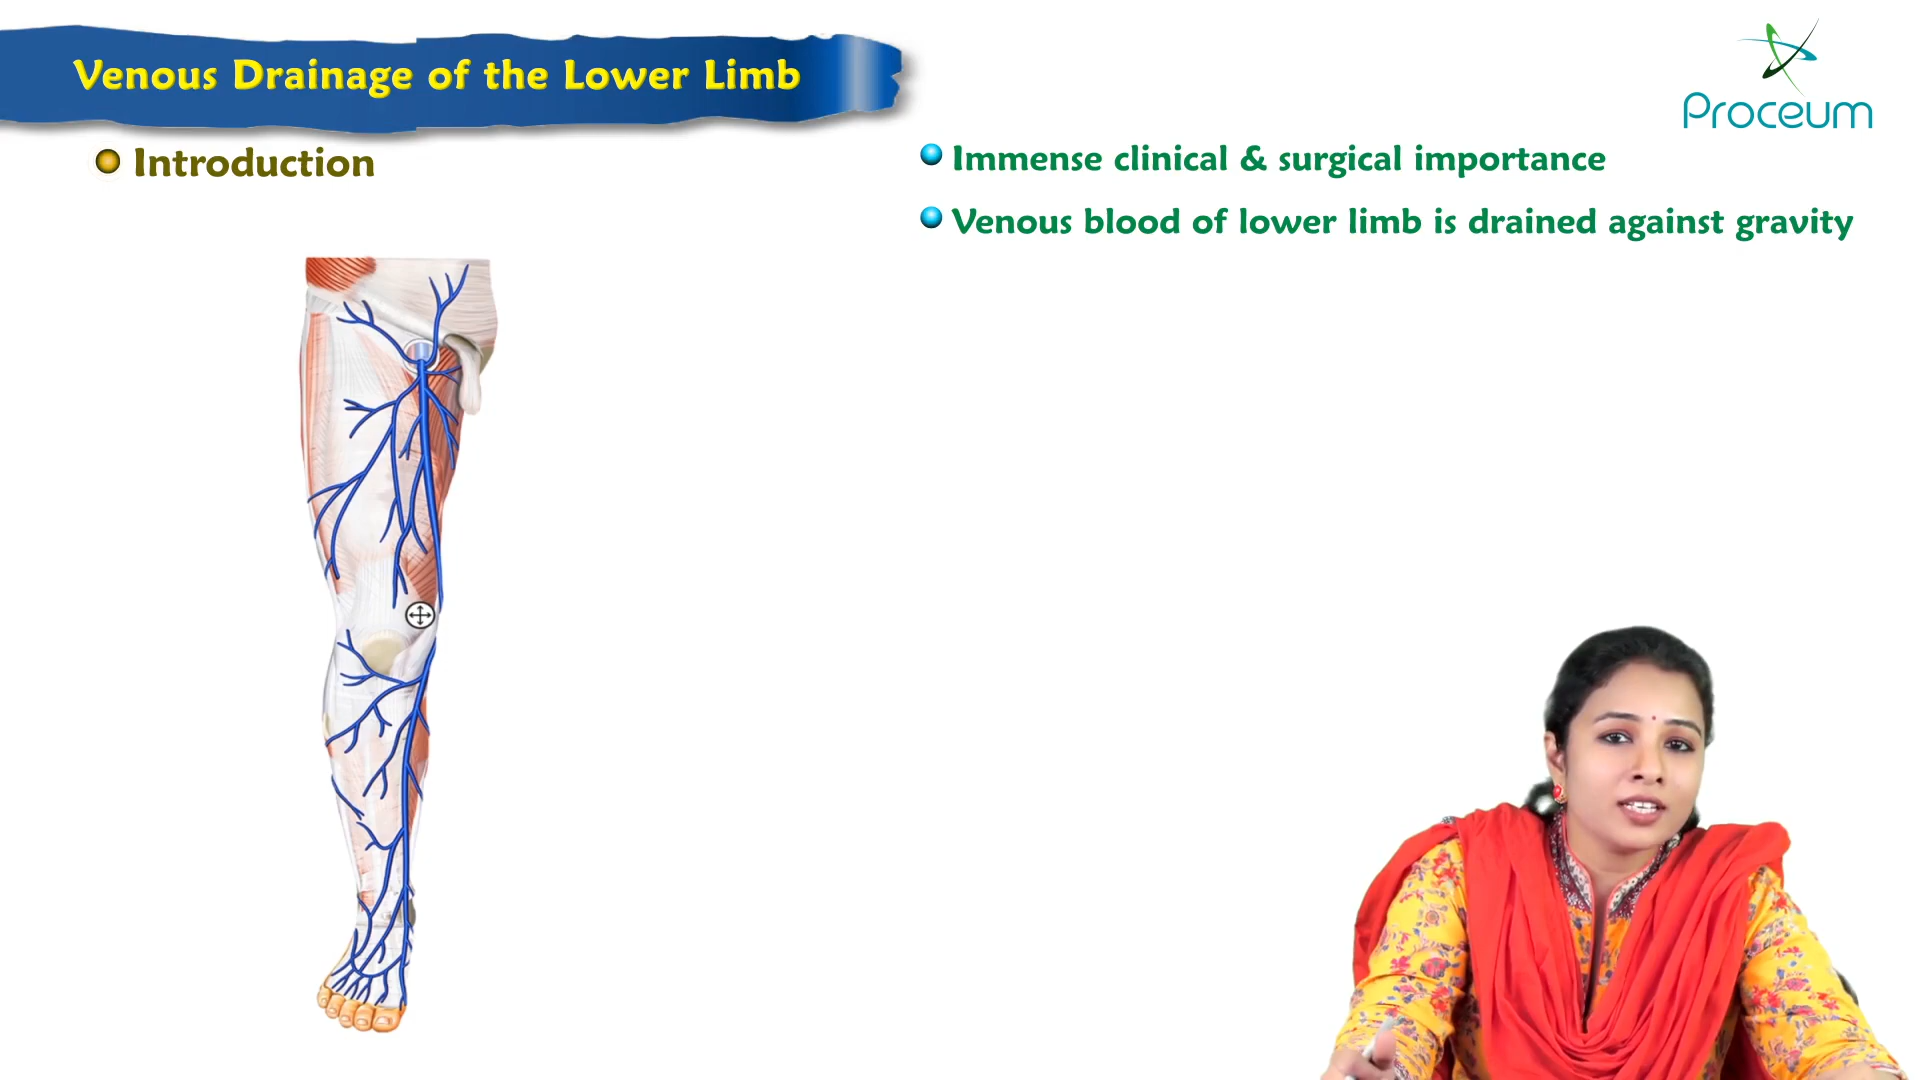 Venous Drainage of the Lower Limb
Proceum
Introduction
Immense clinical & surgical importance
Venous blood of lower limb is drained against gravity